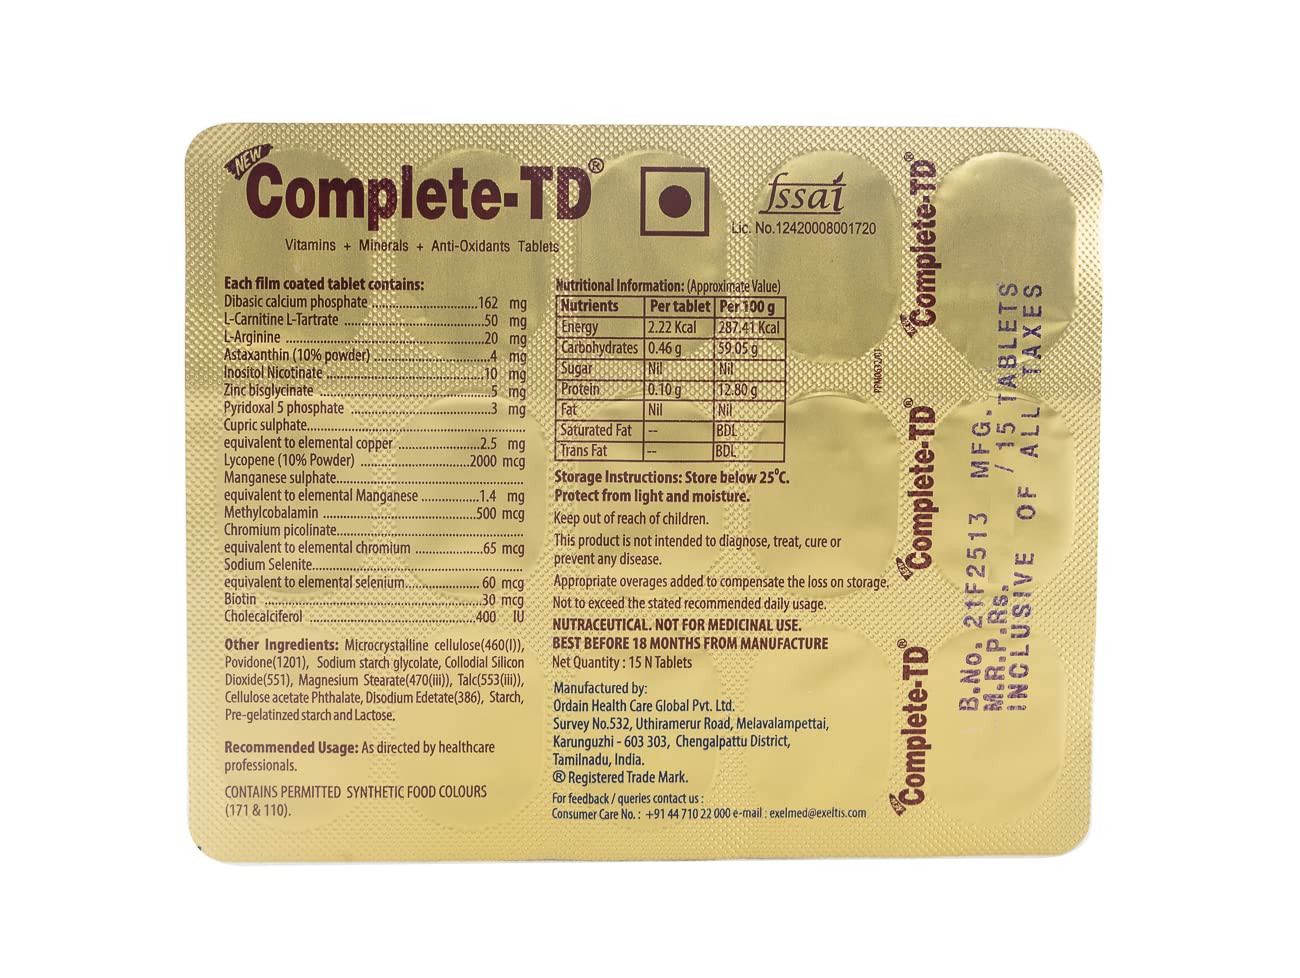 NEW
Complete-TD®
Vitamins + Minerals + Anti-Oxidants Tablets
fssai
Lic. No.12420008001720
Each film coated tablet contains:
Dibasic calcium phosphate ..........................162 mg
L-Carnitine L-Tartrate ..................................50 mg
L-Arginine ..................................................20 mg
Astaxanthin (10% powder) .............................4 mg
Inositol Nicotinate ......................................10 mg
Zinc bisglycinate ..........................................5 mg
Pyridoxal 5 phosphate ...................................3 mg
Cupric sulphate.....................................................
equivalent to elemental copper ......................2.5 mg
Lycopene (10% Powder) ...........................2000 mcg
Manganese sulphate..............................................
equivalent to elemental Manganese ..............1.4 mg
Methylcobalamin ......................................500 mcg
Chromium picolinate..............................................
equivalent to elemental chromium .................65 mcg
Sodium Selenite.....................................................
equivalent to elemental selenium................... 60 mcg
Biotin ......................................................30 mcg
Cholecalciferol ...........................................400 IU
Other Ingredients: Microcrystalline cellulose(460(I)),
Povidone(1201), Sodium starch glycolate, Collodial Silicon
Dioxide(551), Magnesium Stearate(470(iii)), Talc(553(iii)),
Cellulose acetate Phthalate, Disodium Edetate(386), Starch,
Pre-gelatinzed starch and Lactose.
Recommended Usage: As directed by healthcare
professionals.
CONTAINS PERMITTED SYNTHETIC FOOD COLOURS
(171 & 110).
Nutritional Information: (Approximate Value)
Nutrients Per tablet Per 100 g
Energy 2.22 Kcal 287.41 Kcal
Carbohydrates 0.46 g 59.05 g
Sugar Nil Nil
Protein 0.10 g 12.80 g
Fat Nil Nil
Saturated Fat -- BDL
Trans Fat -- BDL
Storage Instructions: Store below 25⁰C.
Protect from light and moisture.
Keep out of reach of children.
This product is not intended to diagnose, treat, cure or
prevent any disease.
Appropriate overages added to compensate the loss on storage.
Not to exceed the stated recommended daily usage.
NUTRACEUTICAL. NOT FOR MEDICINAL USE.
BEST BEFORE 18 MONTHS FROM MANUFACTURE
Net Quantity : 15 N Tablets
Manufactured by:
Ordain Health Care Global Pvt. Ltd.
Survey No.532, Uthiramerur Road, Melavalampettai,
Karunguzhi - 603 303, Chengalpattu District,
Tamilnadu, India.
® Registered Trade Mark.
For feedback / queries contact us :
Consumer Care No. : +91 44 710 22 000 e-mail : exelmed@exeltis.com
PPM0632/01
NEW Complete-TD®
NEW Complete-TD®
NEW Complete-TD®
B.No. 21F2513 MFG.
M.R.P.Rs. / 15 TABLETS
INCLUSIVE OF ALL TAXES